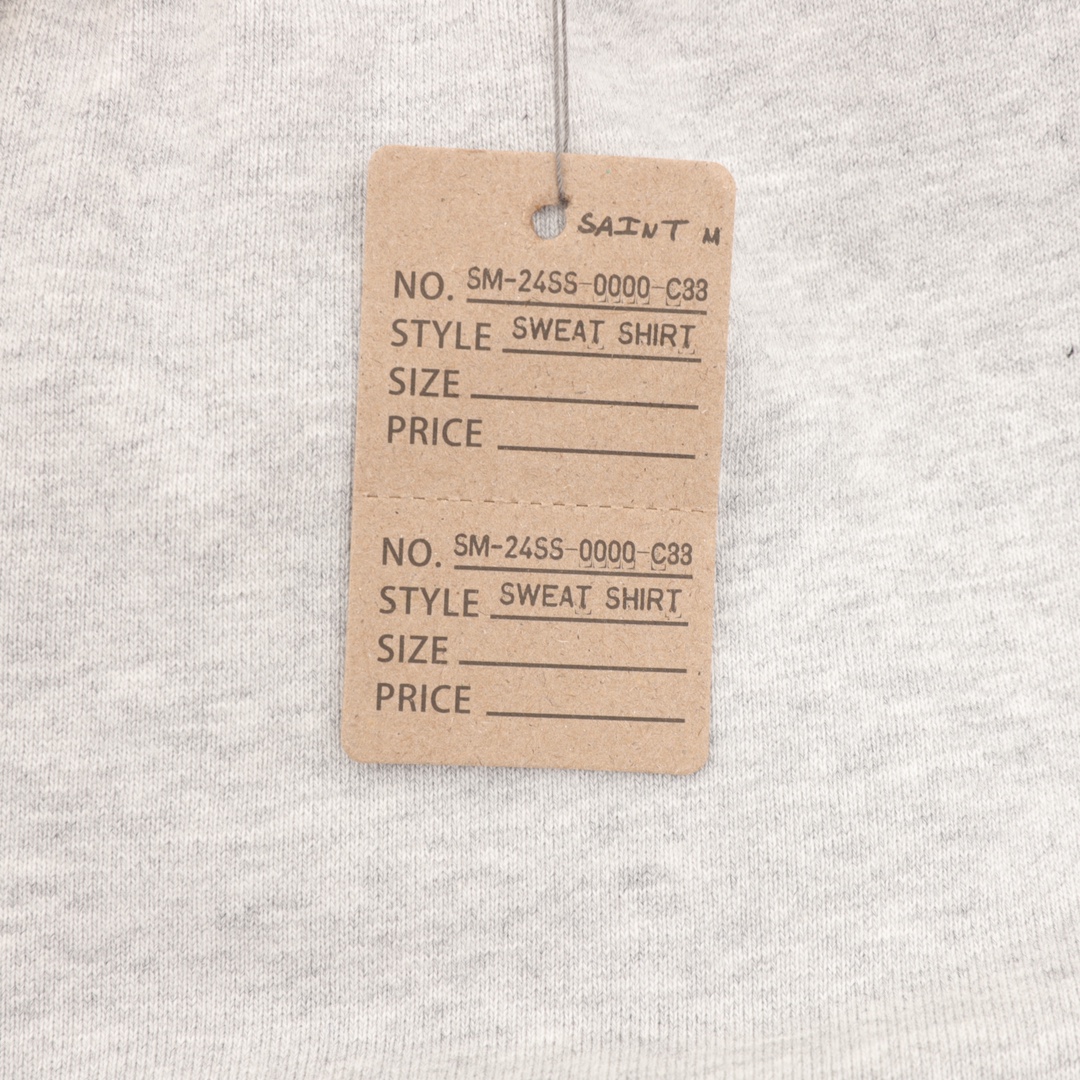 SAINT M
NO. SM-24SS-0000-C33
STYLE SWEAT SHIRT
SIZE
PRICE
NO. SM-24SS-0000-C33
STYLE SWEAT SHIRT
SIZE
PRICE